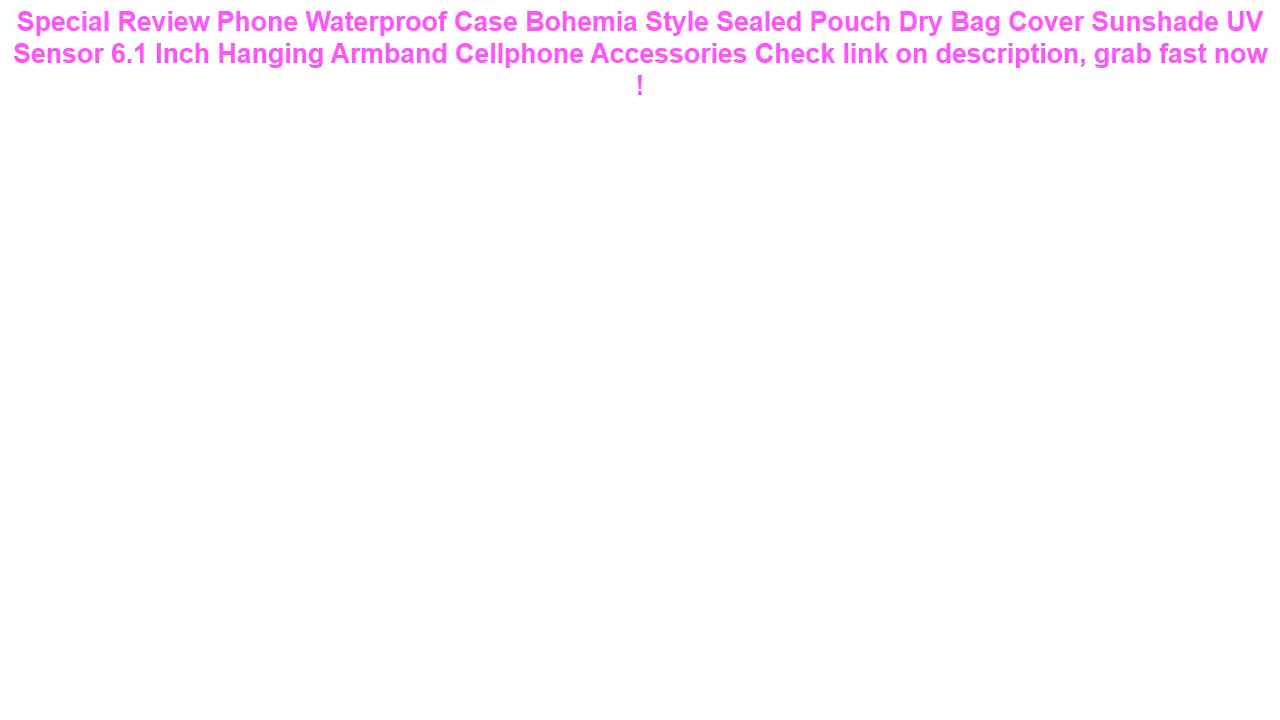 Special Review Phone Waterproof Case Bohemia Style Sealed Pouch Dry Bag Cover Sunshade UV
Sensor 6.1 Inch Hanging Armband Cellphone Accessories Check link on description, grab fast now
!